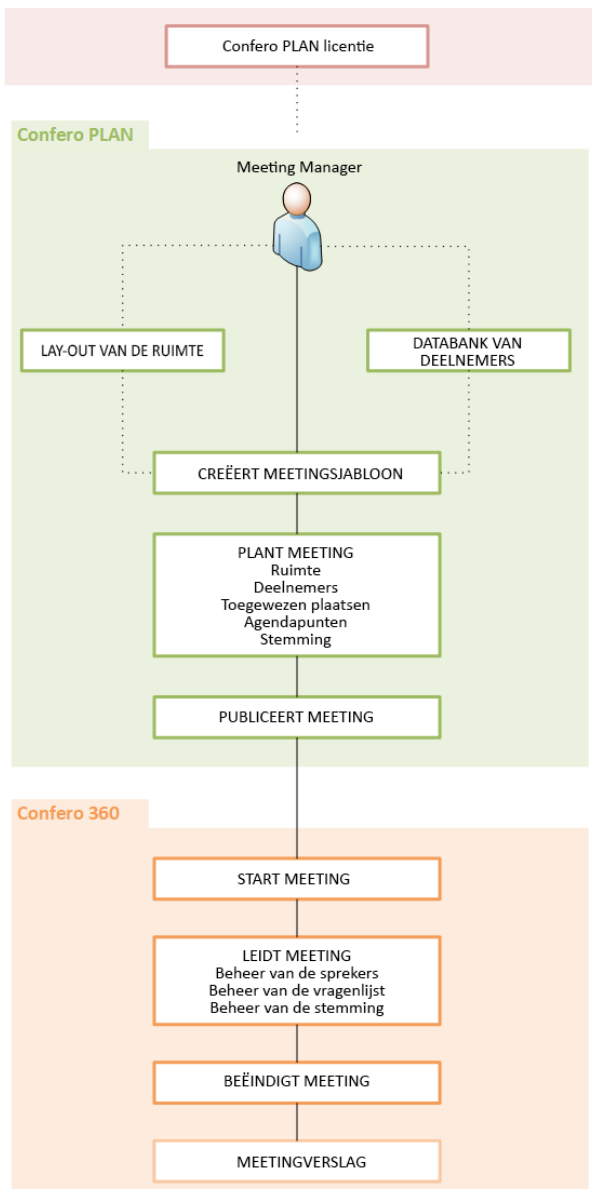 Confero PLAN licentie
Confero PLAN
Meeting Manager
LAY-OUT VAN DE RUIMTE
DATABANK VAN
DEELNEMERS
CREËERT MEETINGSJABLOON
PLANT MEETING
Ruimte
Deelnemers
Toegewezen plaatsen
Agendapunten
Stemming
PUBLICEERT MEETING
Confero 360
START MEETING
LEIDT MEETING
Beheer van de sprekers
Beheer van de vragenlijst
Beheer van de stemming
BEËINDIGT MEETING
MEETINGVERSLAG